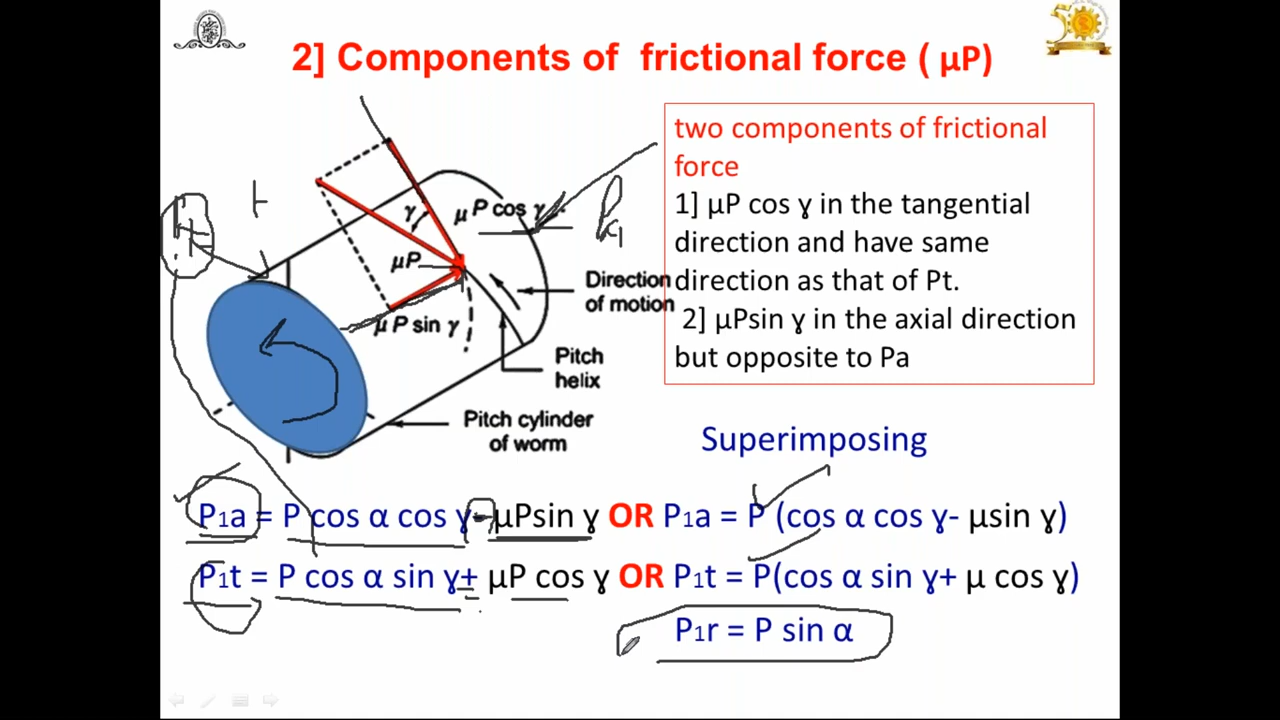 2] Components of frictional force ( μP)
two components of frictional
force
1] μP cos ɣ in the tangential
direction and have same
direction as that of Pt.
2] μPsin ɣ in the axial direction
but opposite to Pa
γ
μ P cos γ
μP
μ P sin γ
Direction
of motion
Pitch
helix
Pitch cylinder
of worm
Superimposing
P1a = P cos α cos ɣ- μPsin ɣ OR P1a = P (cos α cos ɣ- μsin ɣ)
P1t = P cos α sin ɣ+ μP cos ɣ OR P1t = P(cos α sin ɣ+ μ cos ɣ)
P1r = P sin α